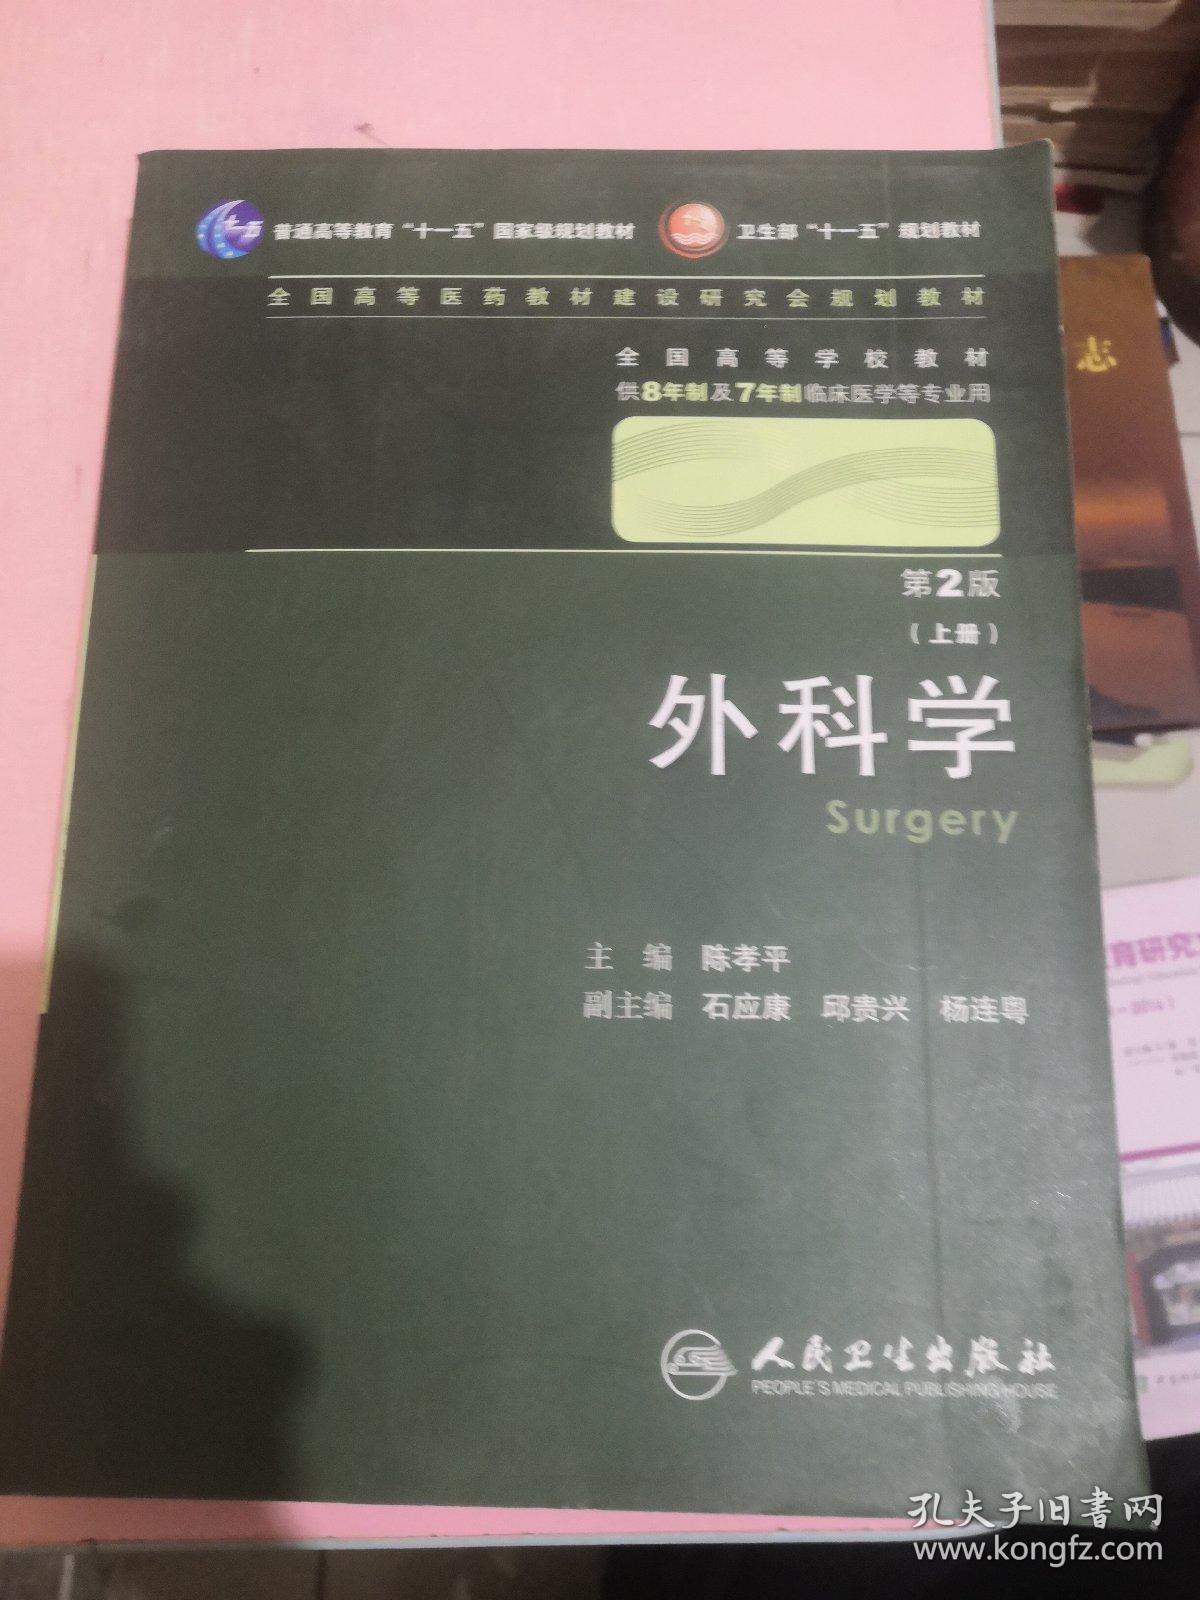 十一五
普通高等教育“十一五”国家级规划教材
卫生部“十一五”规划教材
全国高等医药教材建设研究会规划教材
全国高等学校教材
供8年制及7年制临床医学等专业用
第2版
（上册）
外科学
Surgery
主 编 陈孝平
副主编 石应康 邱贵兴 杨连粤
人民卫生出版社
PEOPLE'S MEDICAL PUBLISHING HOUSE
志
育研究
孔夫子旧书网
www.kongfz.com